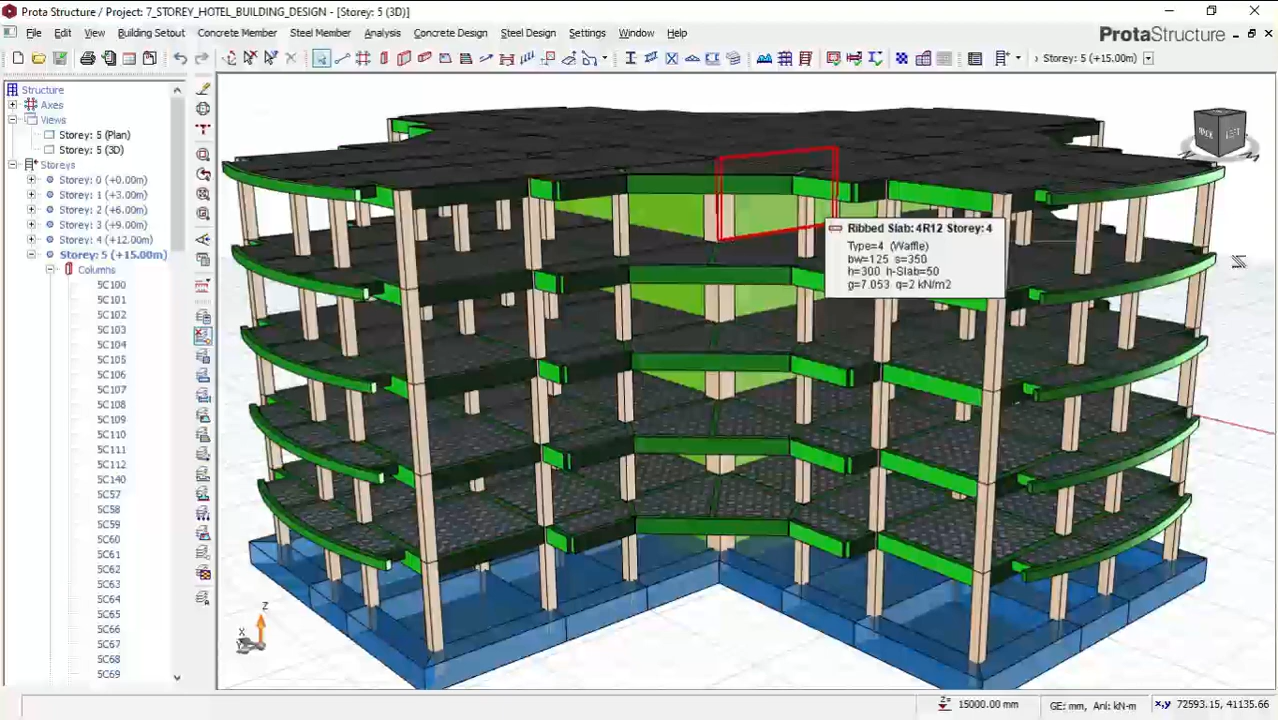 Prota Structure / Project: 7_STOREY_HOTEL_BUILDING_DESIGN - [Storey: 5 (3D)]
File Edit View Building Setout Concrete Member Steel Member Analysis Concrete Design Steel Design Settings Window Help
ProtaStructure
Storey: 5 (+15.00m)
Structure
Axes
Views
Storey: 5 (Plan)
Storey: 5 (3D)
Storeys
Storey: 0 (+0.00m)
Storey: 1 (+3.00m)
Storey: 2 (+6.00m)
Storey: 3 (+9.00m)
Storey: 4 (+12.00m)
Storey: 5 (+15.00m)
Columns
5C100
5C101
5C102
5C103
5C104
5C105
5C106
5C107
5C108
5C109
5C110
5C111
5C112
5C140
5C57
5C58
5C59
5C60
5C61
5C62
5C63
5C64
5C65
5C66
5C67
5C68
5C69
BACK LEFT
Ribbed Slab: 4R12 Storey: 4
Type=4 (Waffle)
bw=125 s=350
h=300 h-Slab=50
g=7.053 q=2 kN/m2
Z
X
Y
Z= 15000.00 mm
GE: mm, Anl: kN-m
x,y 72593.15, 41135.66